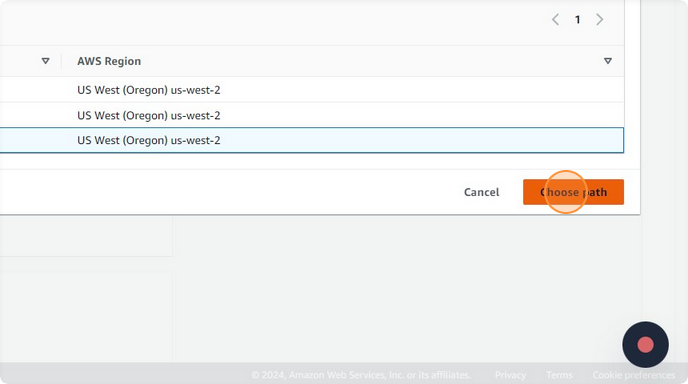 1
AWS Region
US West (Oregon) us-west-2
US West (Oregon) us-west-2
US West (Oregon) us-west-2
Cancel Choose path
© 2024, Amazon Web Services, Inc. or its affiliates. Privacy Terms Cookie preferences